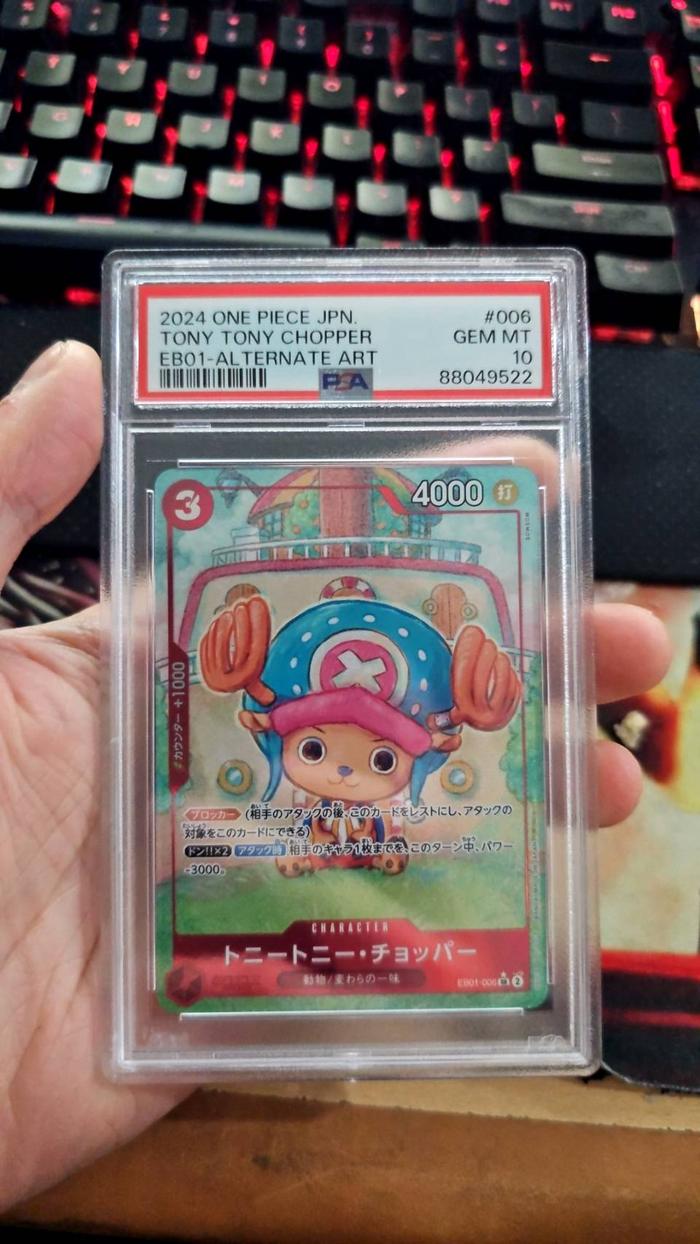 2024 ONE PIECE JPN.
#006
TONY TONY CHOPPER
GEM MT
EB01-ALTERNATE ART
10
PSA
88049522
3
4000
打
カウンター +1000
ブロッカー (相手のアタックの後、このカードをレストにし、アタックの
対象をこのカードにできる)
ドン!!×2 アタック時 相手のキャラ1枚までを、このターン中、パワー
-3000。
CHARACTER
トニートニー・チョッパー
動物/麦わらの一味
EB01-006 SR 2